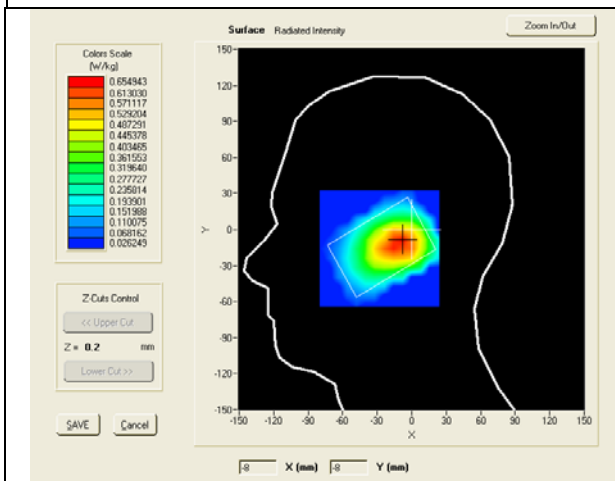 Surface Radiated Intensity
Zoom In/Out
Colors Scale
(W/kg)
0.654943
0.613030
0.571117
0.529204
0.487291
0.445378
0.403465
0.361553
0.319640
0.277727
0.235814
0.193901
0.151988
0.110075
0.068162
0.026249
Z-Cuts Control
<< Upper Cut
Z = 0.2 mm
Lower Cut >>
SAVE Cancel
150
120
90
60
30
0
-30
-60
-90
-120
-150
Y
-150 -120 -90 -60 -30 0 30 60 90 120 150
X
-8 X (mm) -8 Y (mm)